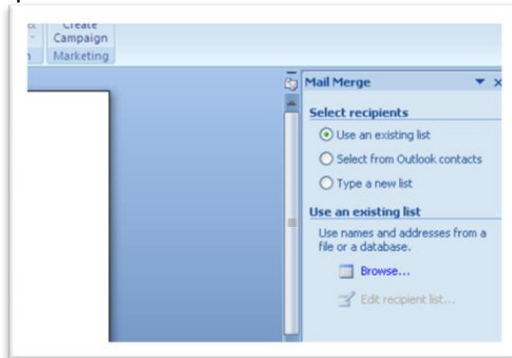 Create
Campaign
Marketing
Mail Merge
Select recipients
Use an existing list
Select from Outlook contacts
Type a new list
Use an existing list
Use names and addresses from a
file or a database.
Browse...
Edit recipient list...